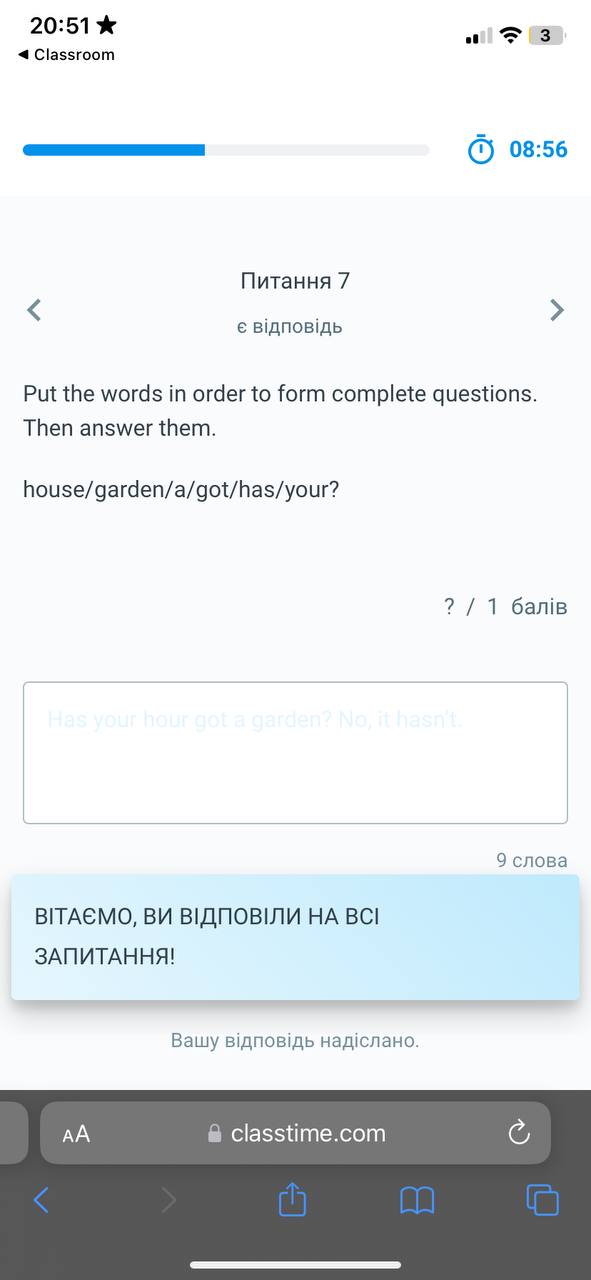 20:51 ★
◀ Classroom
3
08:56
Питання 7
є відповідь
Put the words in order to form complete questions.
Then answer them.
house/garden/a/got/has/your?
? / 1 балів
Has your hour got a garden? No, it hasn't.
9 слова
ВІТАЄМО, ВИ ВІДПОВІЛИ НА ВСІ
ЗАПИТАННЯ!
Вашу відповідь надіслано.
AA classtime.com